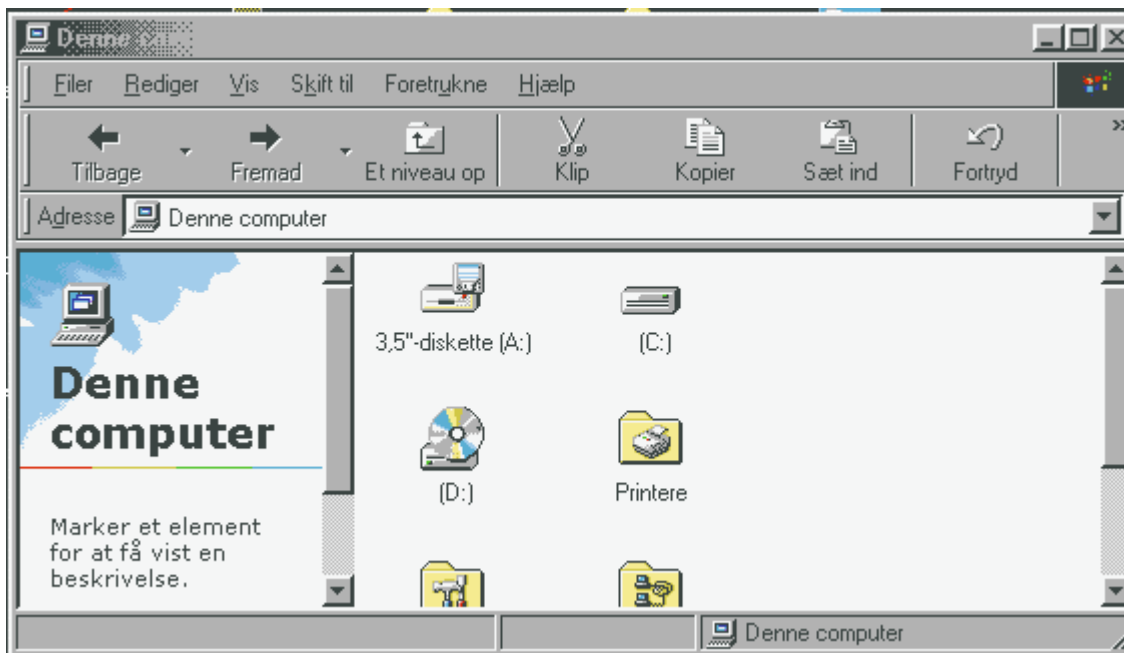 Denne
Filer Rediger Vis Skift til Foretrukne Hjælp
Tilbage Fremad Et niveau op Klip Kopier Sæt ind Fortryd »
Adresse Denne computer
3,5"-diskette (A:) (C:)
Denne
computer
(D:) Printere
Marker et element
for at få vist en
beskrivelse.
Denne computer